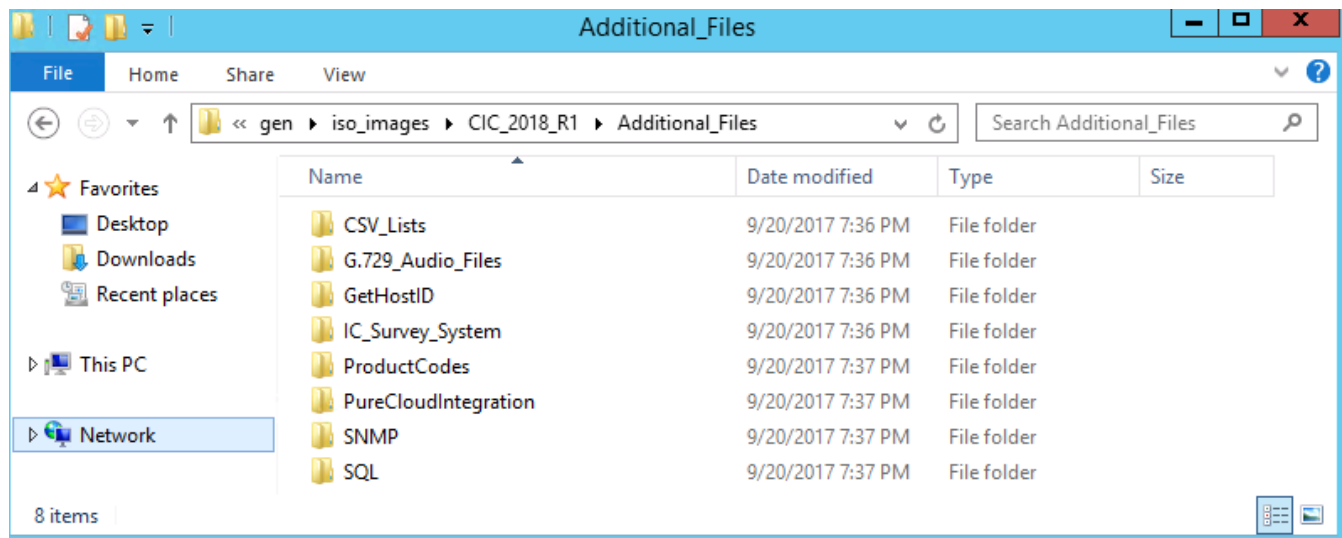 Additional_Files
File Home Share View
« gen iso_images CIC_2018_R1 Additional_Files Search Additional_Files
Name Date modified Type Size
Favorites
Desktop
Downloads
Recent places
This PC
Network
CSV_Lists 9/20/2017 7:36 PM File folder
G.729_Audio_Files 9/20/2017 7:36 PM File folder
GetHostID 9/20/2017 7:36 PM File folder
IC_Survey_System 9/20/2017 7:36 PM File folder
ProductCodes 9/20/2017 7:37 PM File folder
PureCloudIntegration 9/20/2017 7:37 PM File folder
SNMP 9/20/2017 7:37 PM File folder
SQL 9/20/2017 7:37 PM File folder
8 items